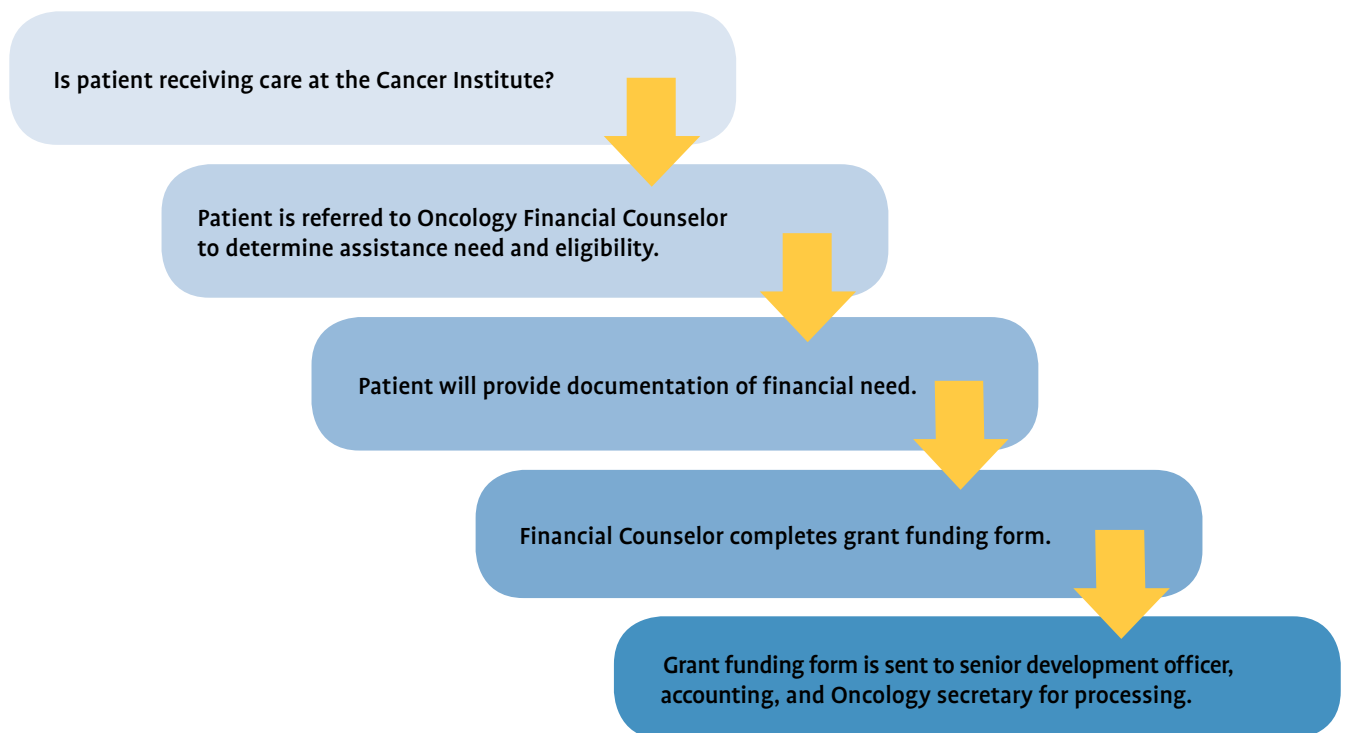 Is patient receiving care at the Cancer Institute?
Patient is referred to Oncology Financial Counselor
to determine assistance need and eligibility.
Patient will provide documentation of financial need.
Financial Counselor completes grant funding form.
Grant funding form is sent to senior development officer,
accounting, and Oncology secretary for processing.